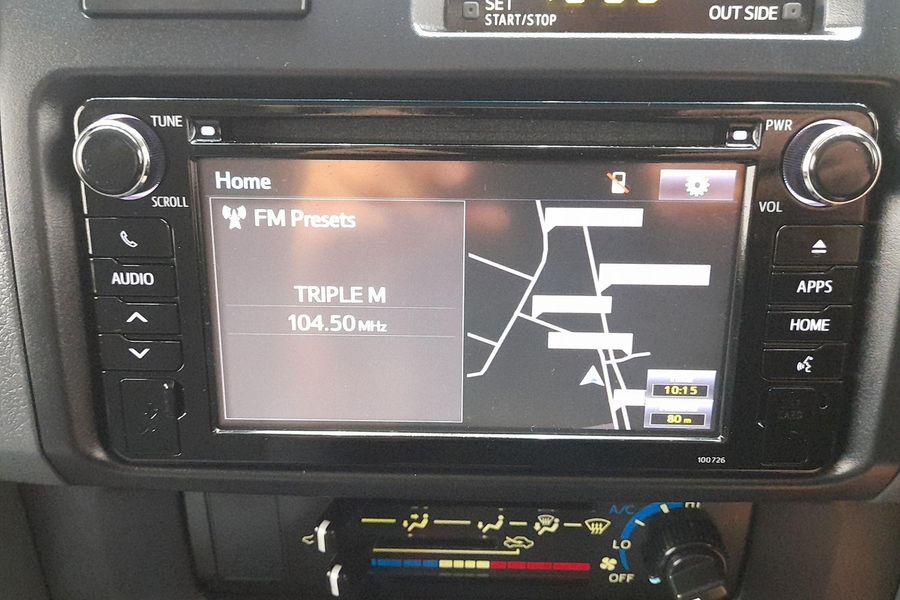 SET
START/STOP
OUT SIDE
TUNE
PWR
SCROLL
VOL
Home
FM Presets
TRIPLE M
104.50 MHz
10:15
80 m
AUDIO
APPS
HOME
100726
A/C
HI
LO
OFF